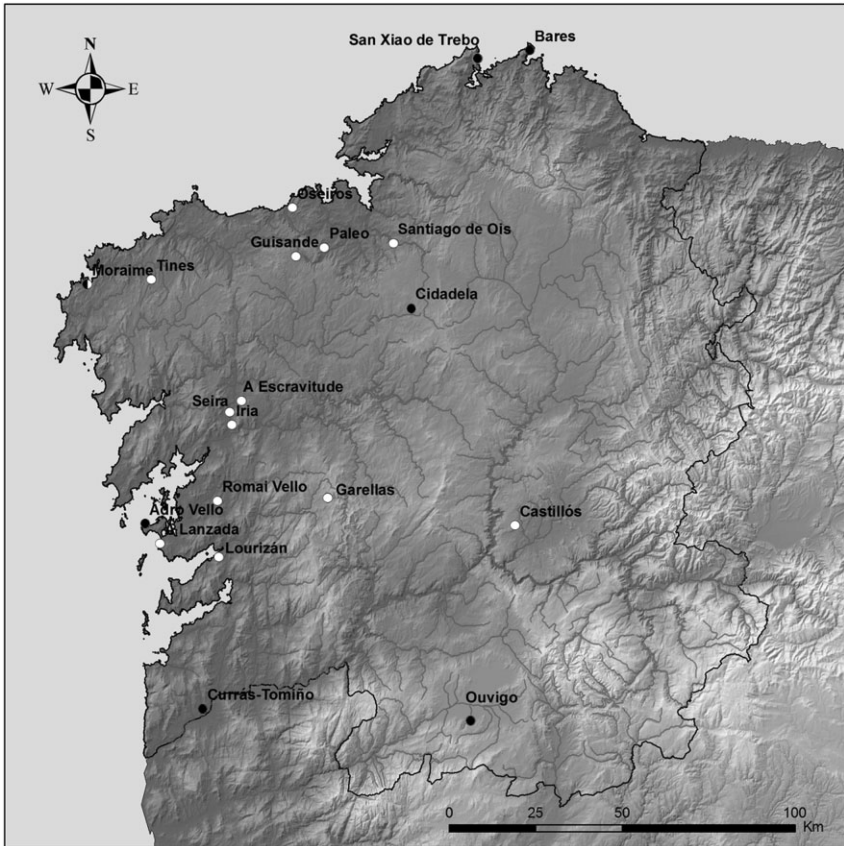 San Xiao de Trebo
Bares
N
W
E
S
Oseiros
Guisande
Paleo
Santiago de Ois
Moraime
Tines
Cidadela
A Escravitude
Seira
Iria
Romai Vello
Garellas
Adro Vello
Castillós
A Lanzada
Lourizán
Currás-Tomiño
Ouvigo
0 25 50 100
Km